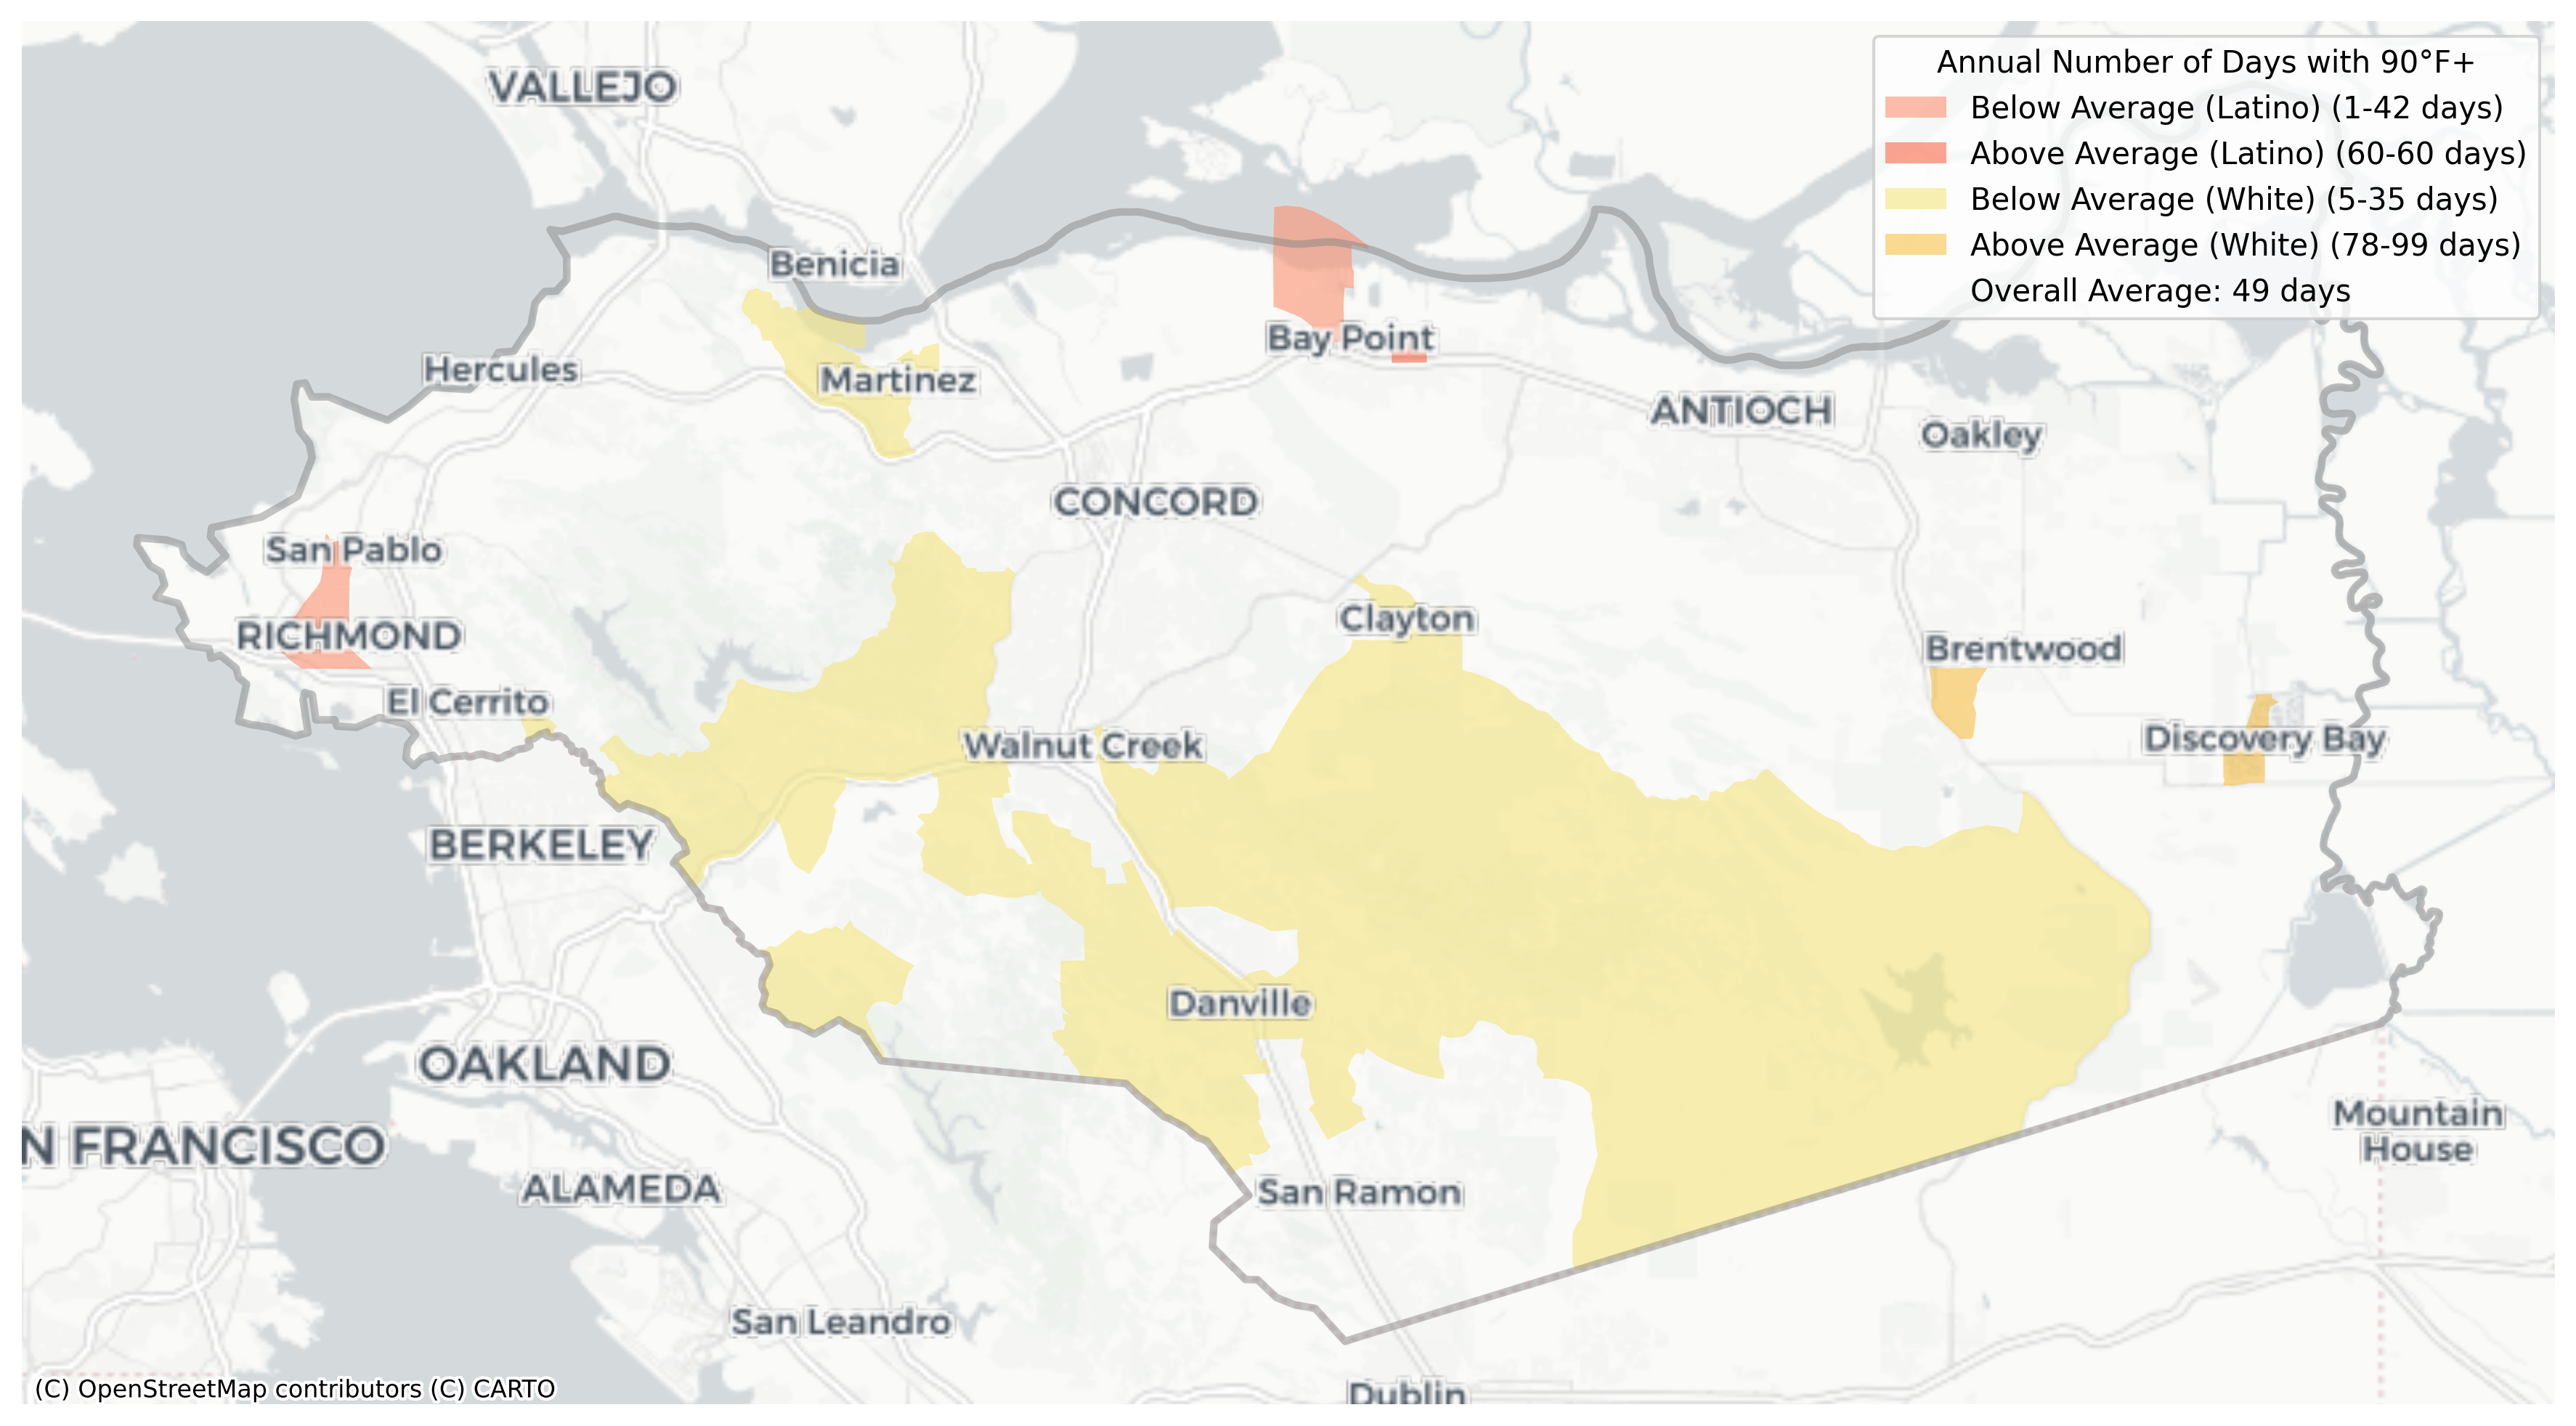 Annual Number of Days with 90°F+
Below Average (Latino) (1-42 days)
Above Average (Latino) (60-60 days)
Below Average (White) (5-35 days)
Above Average (White) (78-99 days)
Overall Average: 49 days
VALLEJO
Benicia
Bay Point
Hercules
Martinez
ANTIOCH
Oakley
CONCORD
San Pablo
Clayton
RICHMOND
Brentwood
El Cerrito
Walnut Creek
Discovery Bay
BERKELEY
Danville
OAKLAND
Mountain
House
N FRANCISCO
ALAMEDA
San Ramon
San Leandro
Dublin
(C) OpenStreetMap contributors (C) CARTO